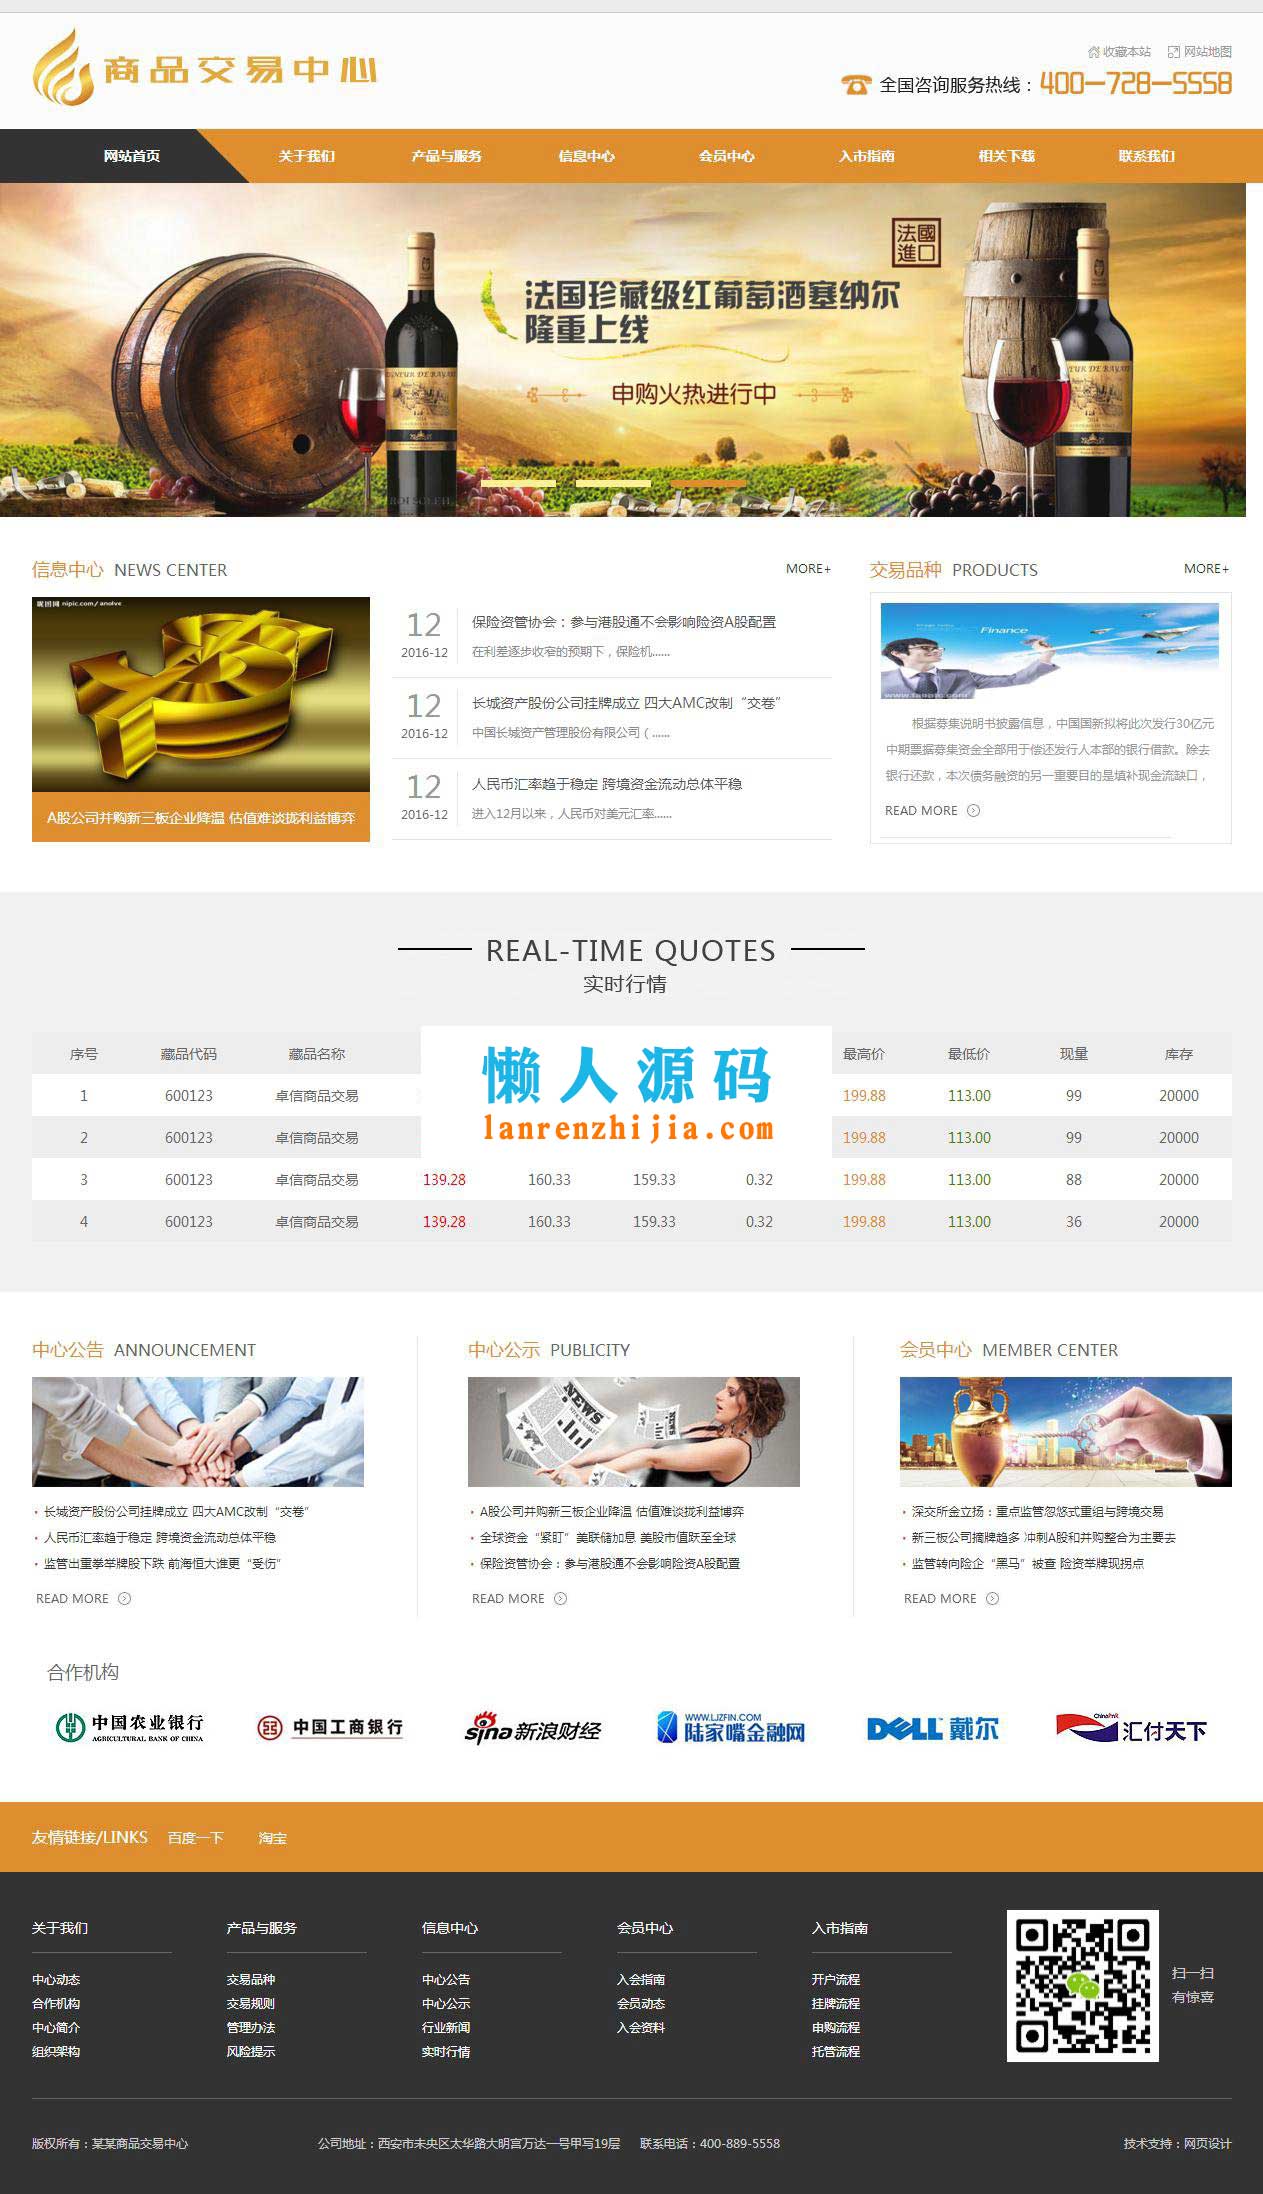 商品交易中心
收藏本站 网站地图
全国咨询服务热线：400-728-5558
网站首页 关于我们 产品与服务 信息中心 会员中心 入市指南 相关下载 联系我们
法國
進口
法国珍藏级红葡萄酒塞纳尔
隆重上线
申购火热进行中
信息中心 NEWS CENTER MORE+
昵图网 nipic.com/anolve
A股公司并购新三板企业降温 估值难谈拢利益博弈
12
2016-12
保险资管协会：参与港股通不会影响险资A股配置
在利差逐步收窄的预期下，保险机......
12
2016-12
长城资产股份公司挂牌成立 四大AMC改制“交卷”
中国长城资产管理股份有限公司（......
12
2016-12
人民币汇率趋于稳定 跨境资金流动总体平稳
进入12月以来，人民币对美元汇率......
交易品种 PRODUCTS MORE+
Finance
根据募集说明书披露信息，中国国新拟将此次发行30亿元
中期票据募集资金全部用于偿还发行人本部的银行借款。除去
银行还款，本次债务融资的另一重要目的是填补现金流缺口，
READ MORE
REAL-TIME QUOTES
实时行情
序号 藏品代码 藏品名称 最高价 最低价 现量 库存
1 600123 卓信商品交易 199.88 113.00 99 20000
2 600123 卓信商品交易 199.88 113.00 99 20000
懒人源码
lanrenzhijia.com
3 600123 卓信商品交易 139.28 160.33 159.33 0.32 199.88 113.00 88 20000
4 600123 卓信商品交易 139.28 160.33 159.33 0.32 199.88 113.00 36 20000
中心公告 ANNOUNCEMENT
长城资产股份公司挂牌成立 四大AMC改制“交卷”
人民币汇率趋于稳定 跨境资金流动总体平稳
监管出重拳举牌股下跌 前海恒大谁更“受伤”
READ MORE
中心公示 PUBLICITY
NEWS
A股公司并购新三板企业降温 估值难谈拢利益博弈
全球资金“紧盯”美联储加息 美股市值跃至全球
保险资管协会：参与港股通不会影响险资A股配置
READ MORE
会员中心 MEMBER CENTER
深交所金立扬：重点监管忽悠式重组与跨境交易
新三板公司摘牌趋多 冲刺A股和并购整合为主要去
监管转向险企“黑马”被查 险资举牌现拐点
READ MORE
合作机构
中国农业银行
AGRICULTURAL BANK OF CHINA
中国工商银行
sina新浪财经
WWW.LJZFIN.COM
陆家嘴金融网
DELL 戴尔
ChinaPnR
汇付天下
友情链接/LINKS 百度一下 淘宝
关于我们
中心动态
合作机构
中心简介
组织架构
产品与服务
交易品种
交易规则
管理办法
风险提示
信息中心
中心公告
中心公示
行业新闻
实时行情
会员中心
入会指南
会员动态
入会资料
入市指南
开户流程
挂牌流程
申购流程
托管流程
扫一扫
有惊喜
版权所有：某某商品交易中心 公司地址：西安市未央区太华路大明宫万达一号甲写19层 联系电话：400-889-5558 技术支持：网页设计